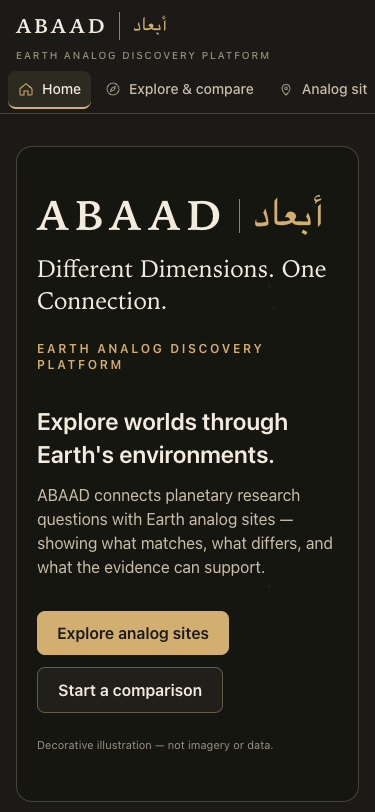 ABAAD | أبعاد
EARTH ANALOG DISCOVERY PLATFORM
Home Explore & compare Analog sit
ABAAD | أبعاد
Different Dimensions. One
Connection.
EARTH ANALOG DISCOVERY
PLATFORM
Explore worlds through
Earth's environments.
ABAAD connects planetary research
questions with Earth analog sites —
showing what matches, what differs, and
what the evidence can support.
Explore analog sites
Start a comparison
Decorative illustration — not imagery or data.